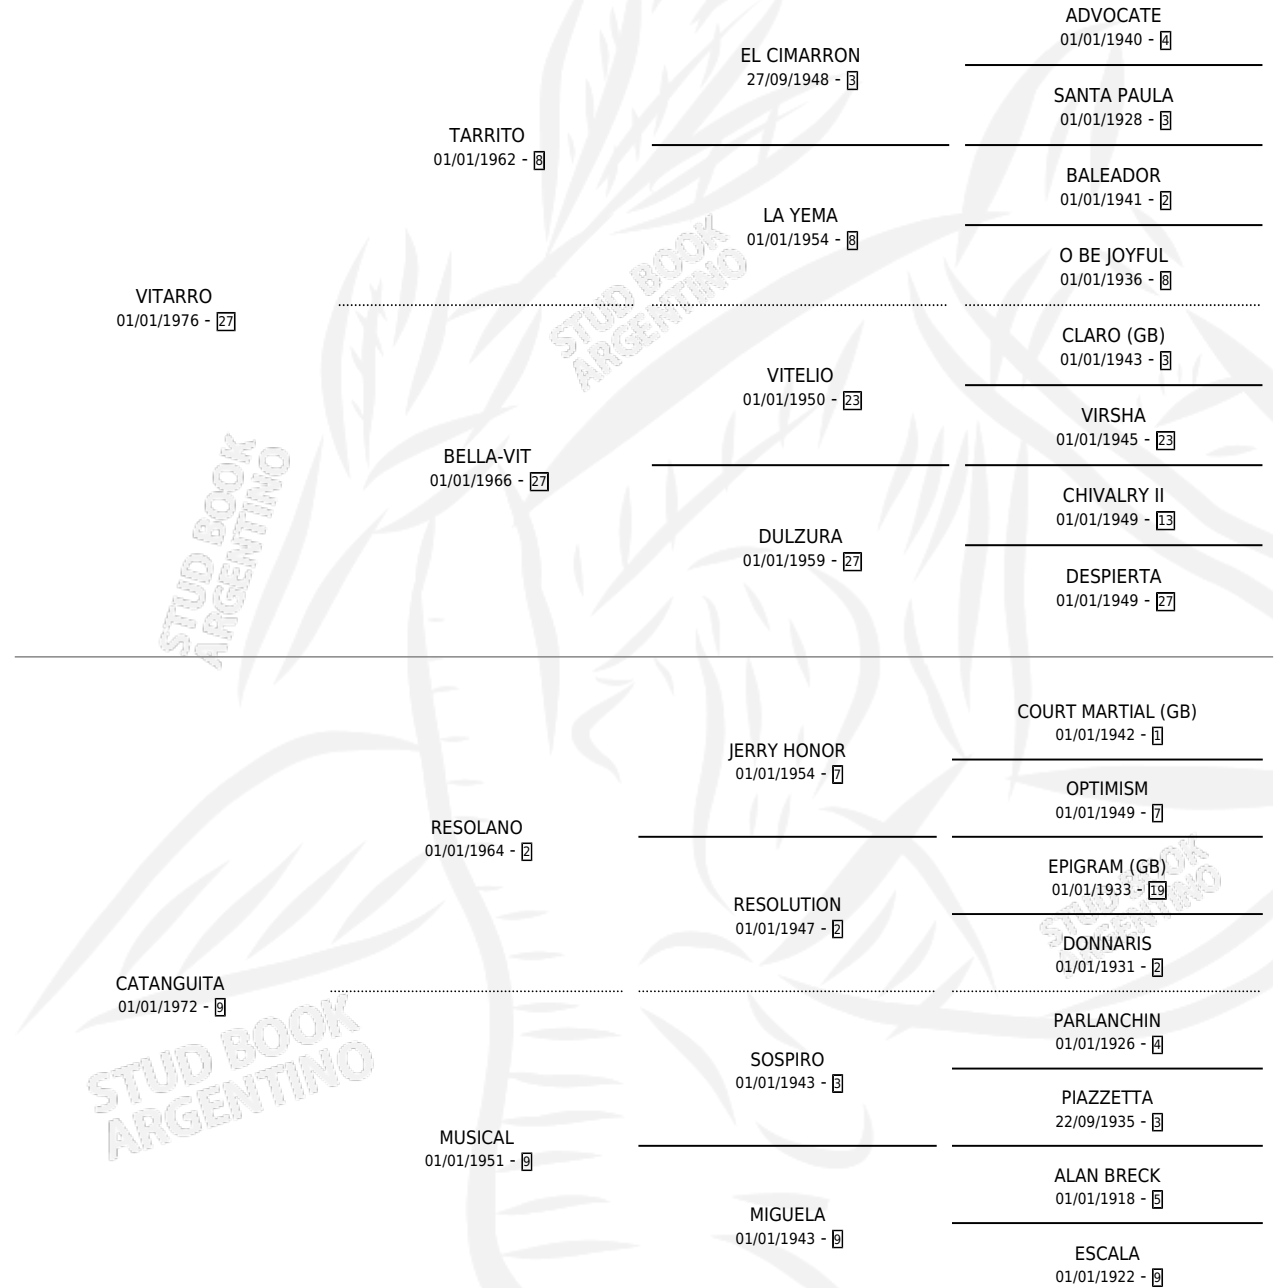 ADVOCATE
01/01/1940 - 4
EL CIMARRON
27/09/1948 - 3
SANTA PAULA
01/01/1928 - 3
TARRITO
01/01/1962 - 8
BALEADOR
01/01/1941 - 2
LA YEMA
01/01/1954 - 8
O BE JOYFUL
01/01/1936 - 8
VITARRO
01/01/1976 - 27
CLARO (GB)
01/01/1943 - 3
VITELIO
01/01/1950 - 23
VIRSHA
01/01/1945 - 23
BELLA-VIT
01/01/1966 - 27
CHIVALRY II
01/01/1949 - 13
DULZURA
01/01/1959 - 27
DESPIERTA
01/01/1949 - 27
COURT MARTIAL (GB)
01/01/1942 - 1
JERRY HONOR
01/01/1954 - 7
OPTIMISM
01/01/1949 - 7
RESOLANO
01/01/1964 - 2
EPIGRAM (GB)
01/01/1933 - 19
RESOLUTION
01/01/1947 - 2
DONNARIS
01/01/1931 - 2
CATANGUITA
01/01/1972 - 9
PARLANCHIN
01/01/1926 - 4
SOSPIRO
01/01/1943 - 3
PIAZZETTA
22/09/1935 - 3
MUSICAL
01/01/1951 - 9
ALAN BRECK
01/01/1918 - 5
MIGUELA
01/01/1943 - 9
ESCALA
01/01/1922 - 9
STUD BOOK
ARGENTINO
STUD BOOK
ARGENTINO
STUD BOOK
ARGENTINO
STUD BOOK
ARGENTINO